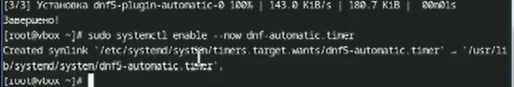 [3/3] Установка dnf5-plugin-automatic-0 100% | 143.0 KiB/s | 180.7 KiB | 00m01s
Завершено!
[root@vbox ~]# sudo systemctl enable --now dnf-automatic.timer
Created symlink '/etc/systemd/system/timers.target.wants/dnf5-automatic.timer' → '/usr/li
b/systemd/system/dnf5-automatic.timer'.
[root@vbox ~]#